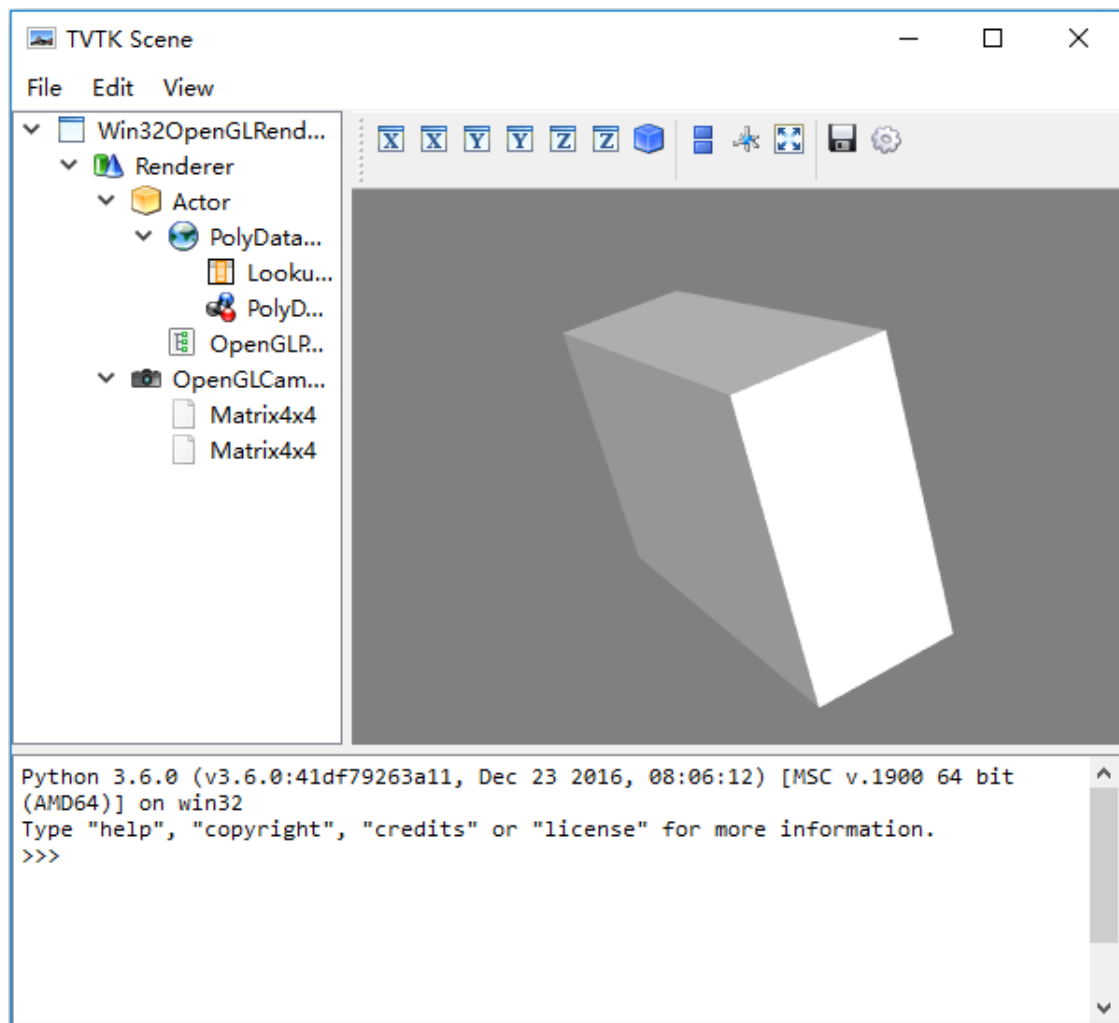 TVTK Scene
File Edit View
Win32OpenGLRend...
Renderer
Actor
PolyData...
Looku...
PolyD...
OpenGLP...
OpenGLCam...
Matrix4x4
Matrix4x4
X X Y Y Z Z
Python 3.6.0 (v3.6.0:41df79263a11, Dec 23 2016, 08:06:12) [MSC v.1900 64 bit
(AMD64)] on win32
Type "help", "copyright", "credits" or "license" for more information.
>>>